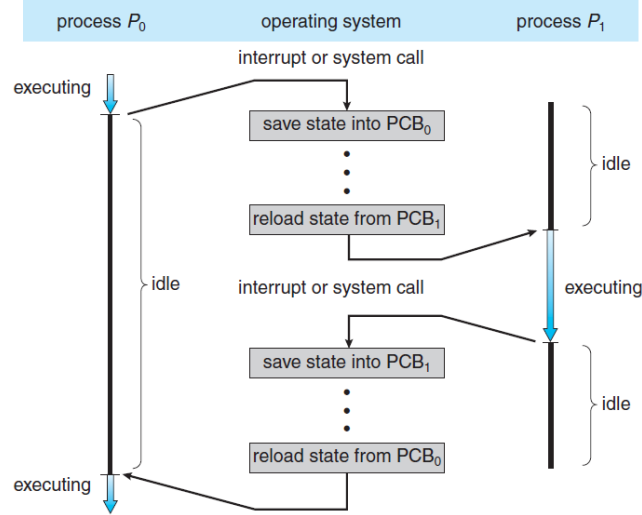 process P₀
operating system
process P₁
interrupt or system call
executing
save state into PCB₀
idle
reload state from PCB₁
idle
interrupt or system call
executing
save state into PCB₁
idle
reload state from PCB₀
executing